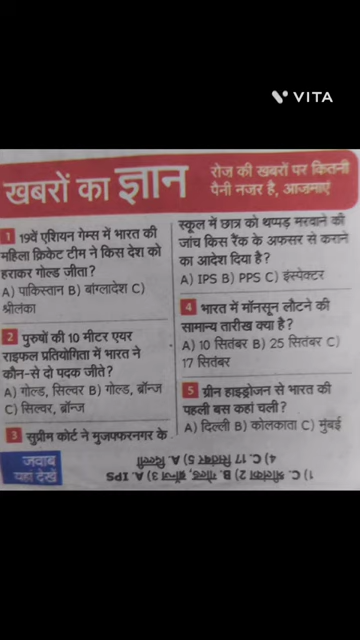 VITA
खबरों का ज्ञान
रोज की खबरों पर कितनी
पैनी नजर है, आजमाएं
1 19वें एशियन गेम्स में भारत की
महिला क्रिकेट टीम ने किस देश को
हराकर गोल्ड जीता?
A) पाकिस्तान B) बांग्लादेश C)
श्रीलंका
2 पुरुषों की 10 मीटर एयर
राइफल प्रतियोगिता में भारत ने
कौन-से दो पदक जीते?
A) गोल्ड, सिल्वर B) गोल्ड, ब्रॉन्ज
C) सिल्वर, ब्रॉन्ज
3 सुप्रीम कोर्ट ने मुजफ्फरनगर के
स्कूल में छात्र को थप्पड़ मरवाने की
जांच किस रैंक के अफसर से कराने
का आदेश दिया है?
A) IPS B) PPS C) इंस्पेक्टर
4 भारत में मॉनसून लौटने की
सामान्य तारीख क्या है?
A) 10 सितंबर B) 25 सितंबर C)
17 सितंबर
5 ग्रीन हाइड्रोजन से भारत की
पहली बस कहां चली?
A) दिल्ली B) कोलकाता C) मुंबई
जवाब
यहां देखें
1) C. श्रीलंका 2) B. गोल्ड, ब्रॉन्ज 3) A. IPS
4) C. 17 सितंबर 5) A. दिल्ली